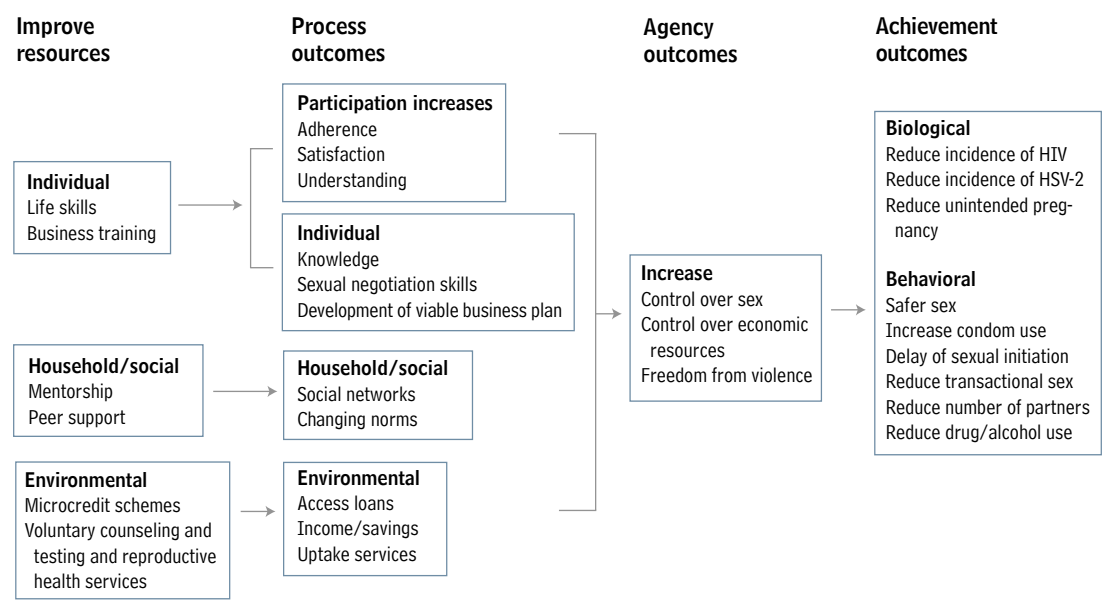 Improve
resources
Process
outcomes
Agency
outcomes
Achievement
outcomes
Individual
Life skills
Business training
Household/social
Mentorship
Peer support
Environmental
Microcredit schemes
Voluntary counseling and
testing and reproductive
health services
Participation increases
Adherence
Satisfaction
Understanding
Individual
Knowledge
Sexual negotiation skills
Development of viable business plan
Household/social
Social networks
Changing norms
Environmental
Access loans
Income/savings
Uptake services
Increase
Control over sex
Control over economic
resources
Freedom from violence
Biological
Reduce incidence of HIV
Reduce incidence of HSV-2
Reduce unintended preg-
nancy
Behavioral
Safer sex
Increase condom use
Delay of sexual initiation
Reduce transactional sex
Reduce number of partners
Reduce drug/alcohol use